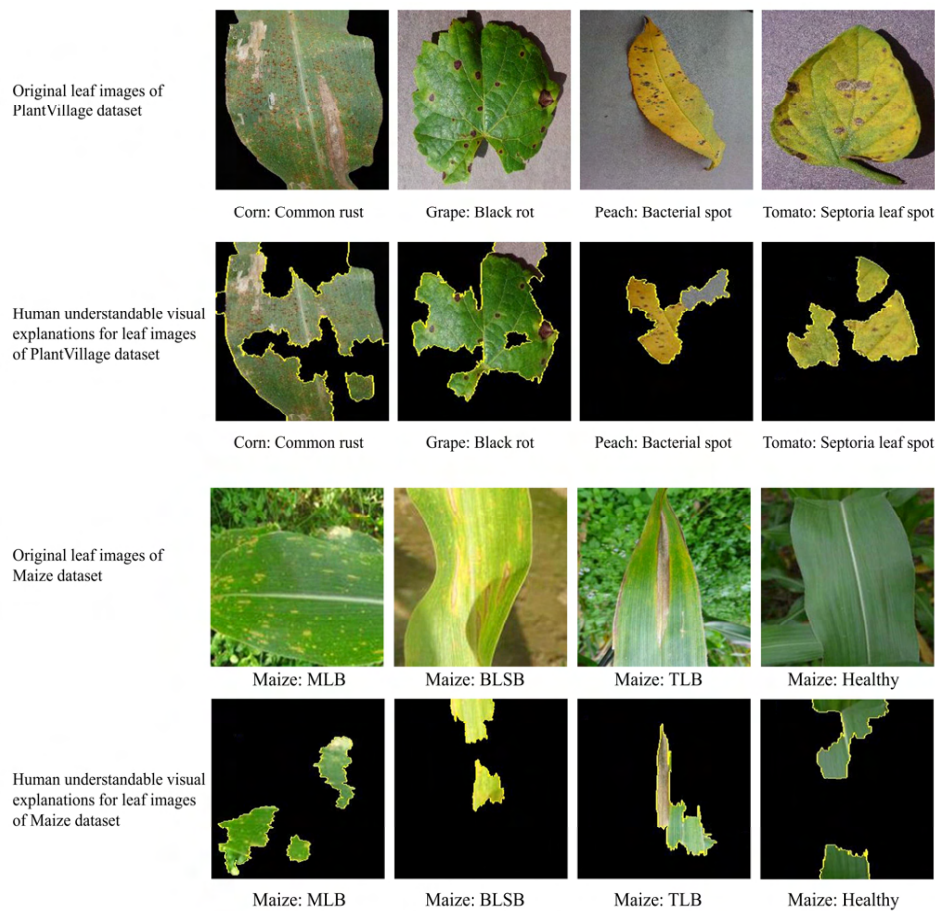 Original leaf images of
PlantVillage dataset
Corn: Common rust
Grape: Black rot
Peach: Bacterial spot
Tomato: Septoria leaf spot
Human understandable visual
explanations for leaf images
of PlantVillage dataset
Corn: Common rust
Grape: Black rot
Peach: Bacterial spot
Tomato: Septoria leaf spot
Original leaf images of
Maize dataset
Maize: MLB
Maize: BLSB
Maize: TLB
Maize: Healthy
Human understandable visual
explanations for leaf images
of Maize dataset
Maize: MLB
Maize: BLSB
Maize: TLB
Maize: Healthy